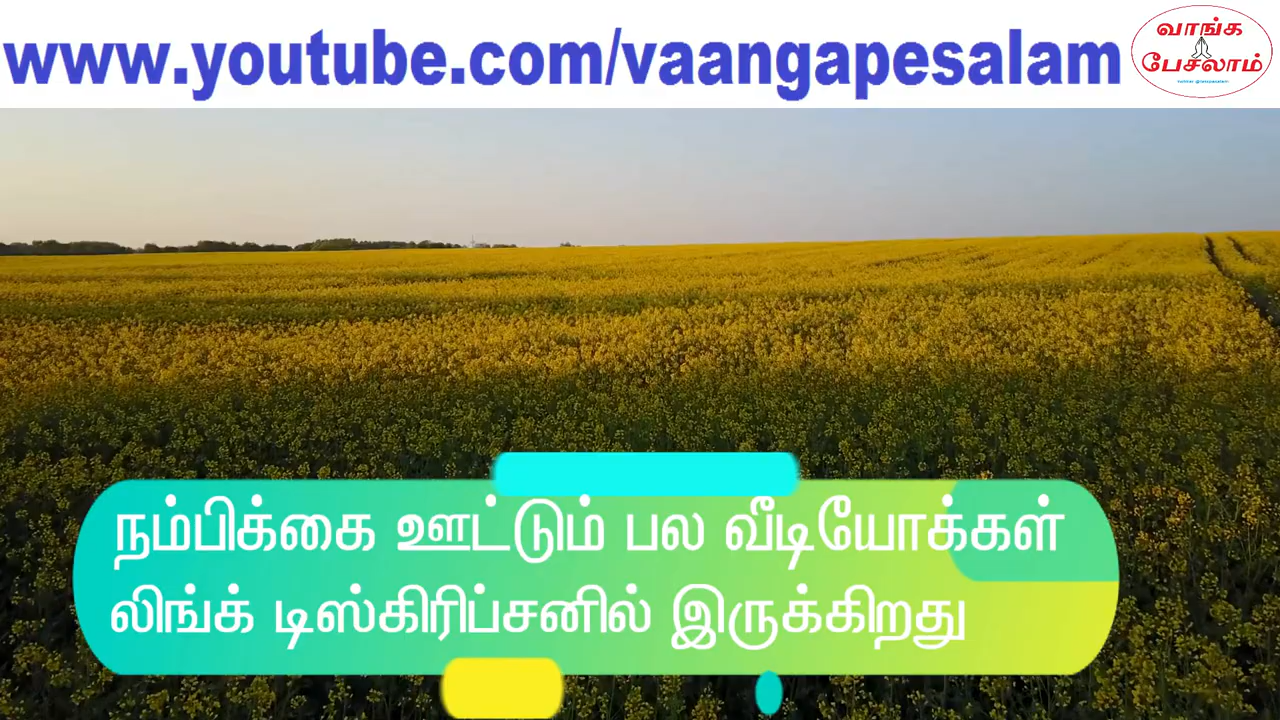 www.youtube.com/vaangapesalam
வாங்க
பேசலாம்
நம்பிக்கை ஊட்டும் பல வீடியோக்கள்
லிங்க் டிஸ்கிரிப்சனில் இருக்கிறது